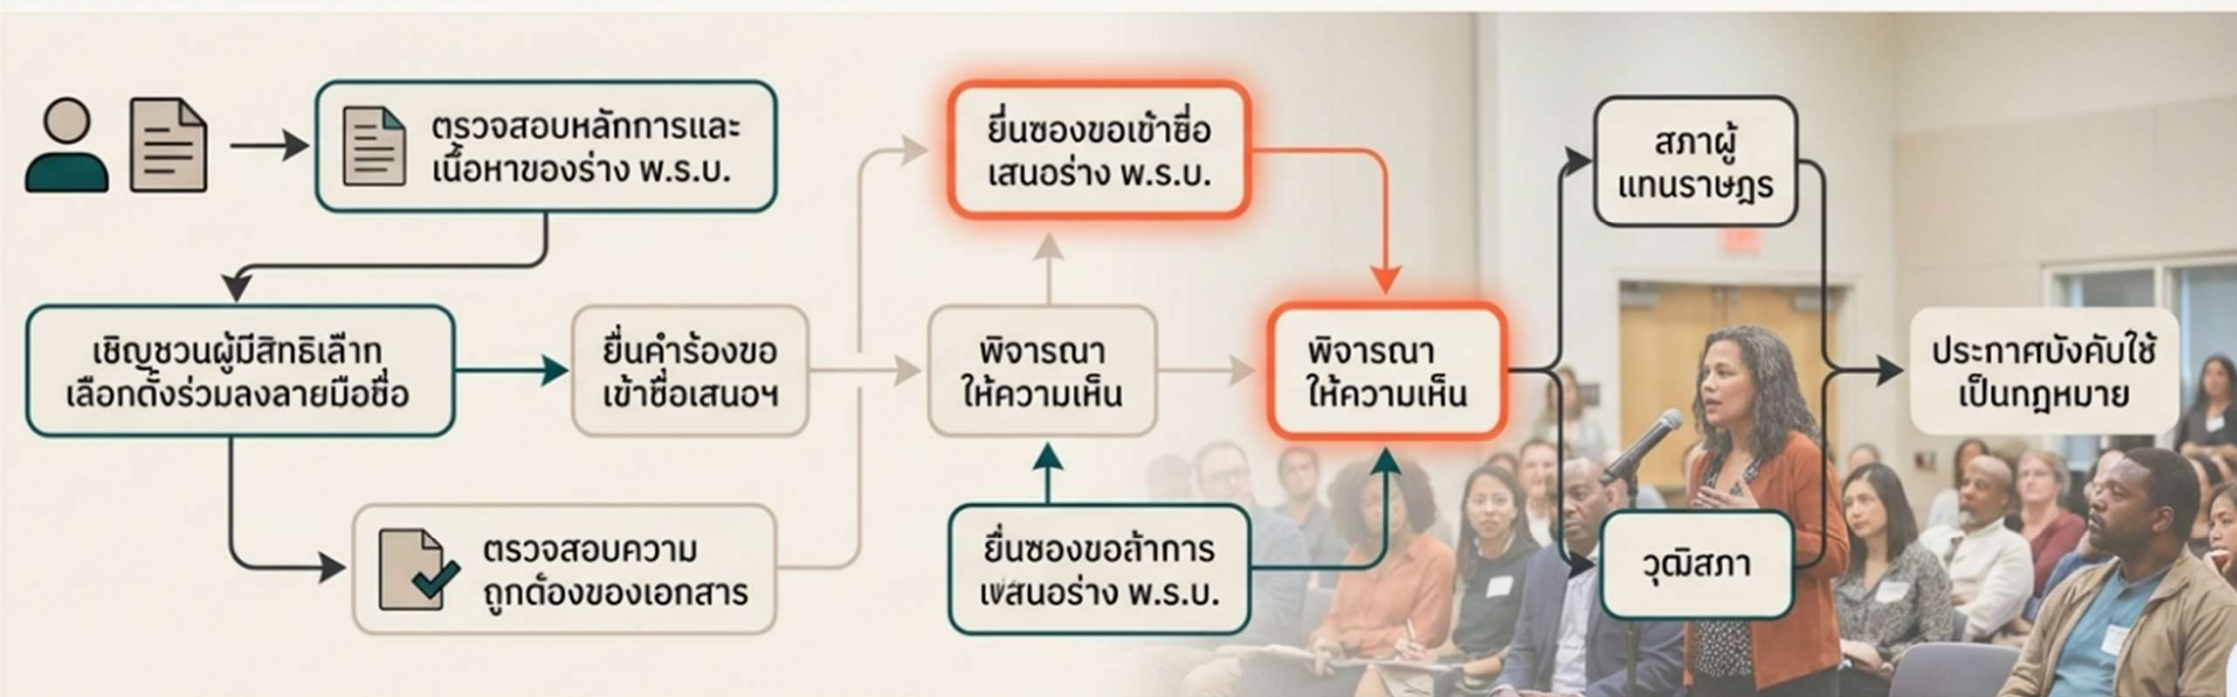 ตรวจสอบหลักการและ
เนื้อหาของร่าง พ.ร.บ.
เชิญชวนผู้มีสิทธิเล้าท
เลือกตั้งร่วมลงลายมือชื่อ
ยื่นคำร้องขอ
เข้าชื่อเสนอฯ
ตรวจสอบความ
ถูกต้องของเอกสาร
ยื่นซองขอเข้าชื่อ
เสนอร่าง พ.ร.บ.
พิจารณา
ให้ความเห็น
ยื่นซองขอล้าการ
ร่าง พ.ร.บ.
พิจารณา
ให้ความเห็น
สภาผู้
แทนราษฎร
วุฒิสภา
ประกาศบังคับใช้
เป็นกฎหมาย